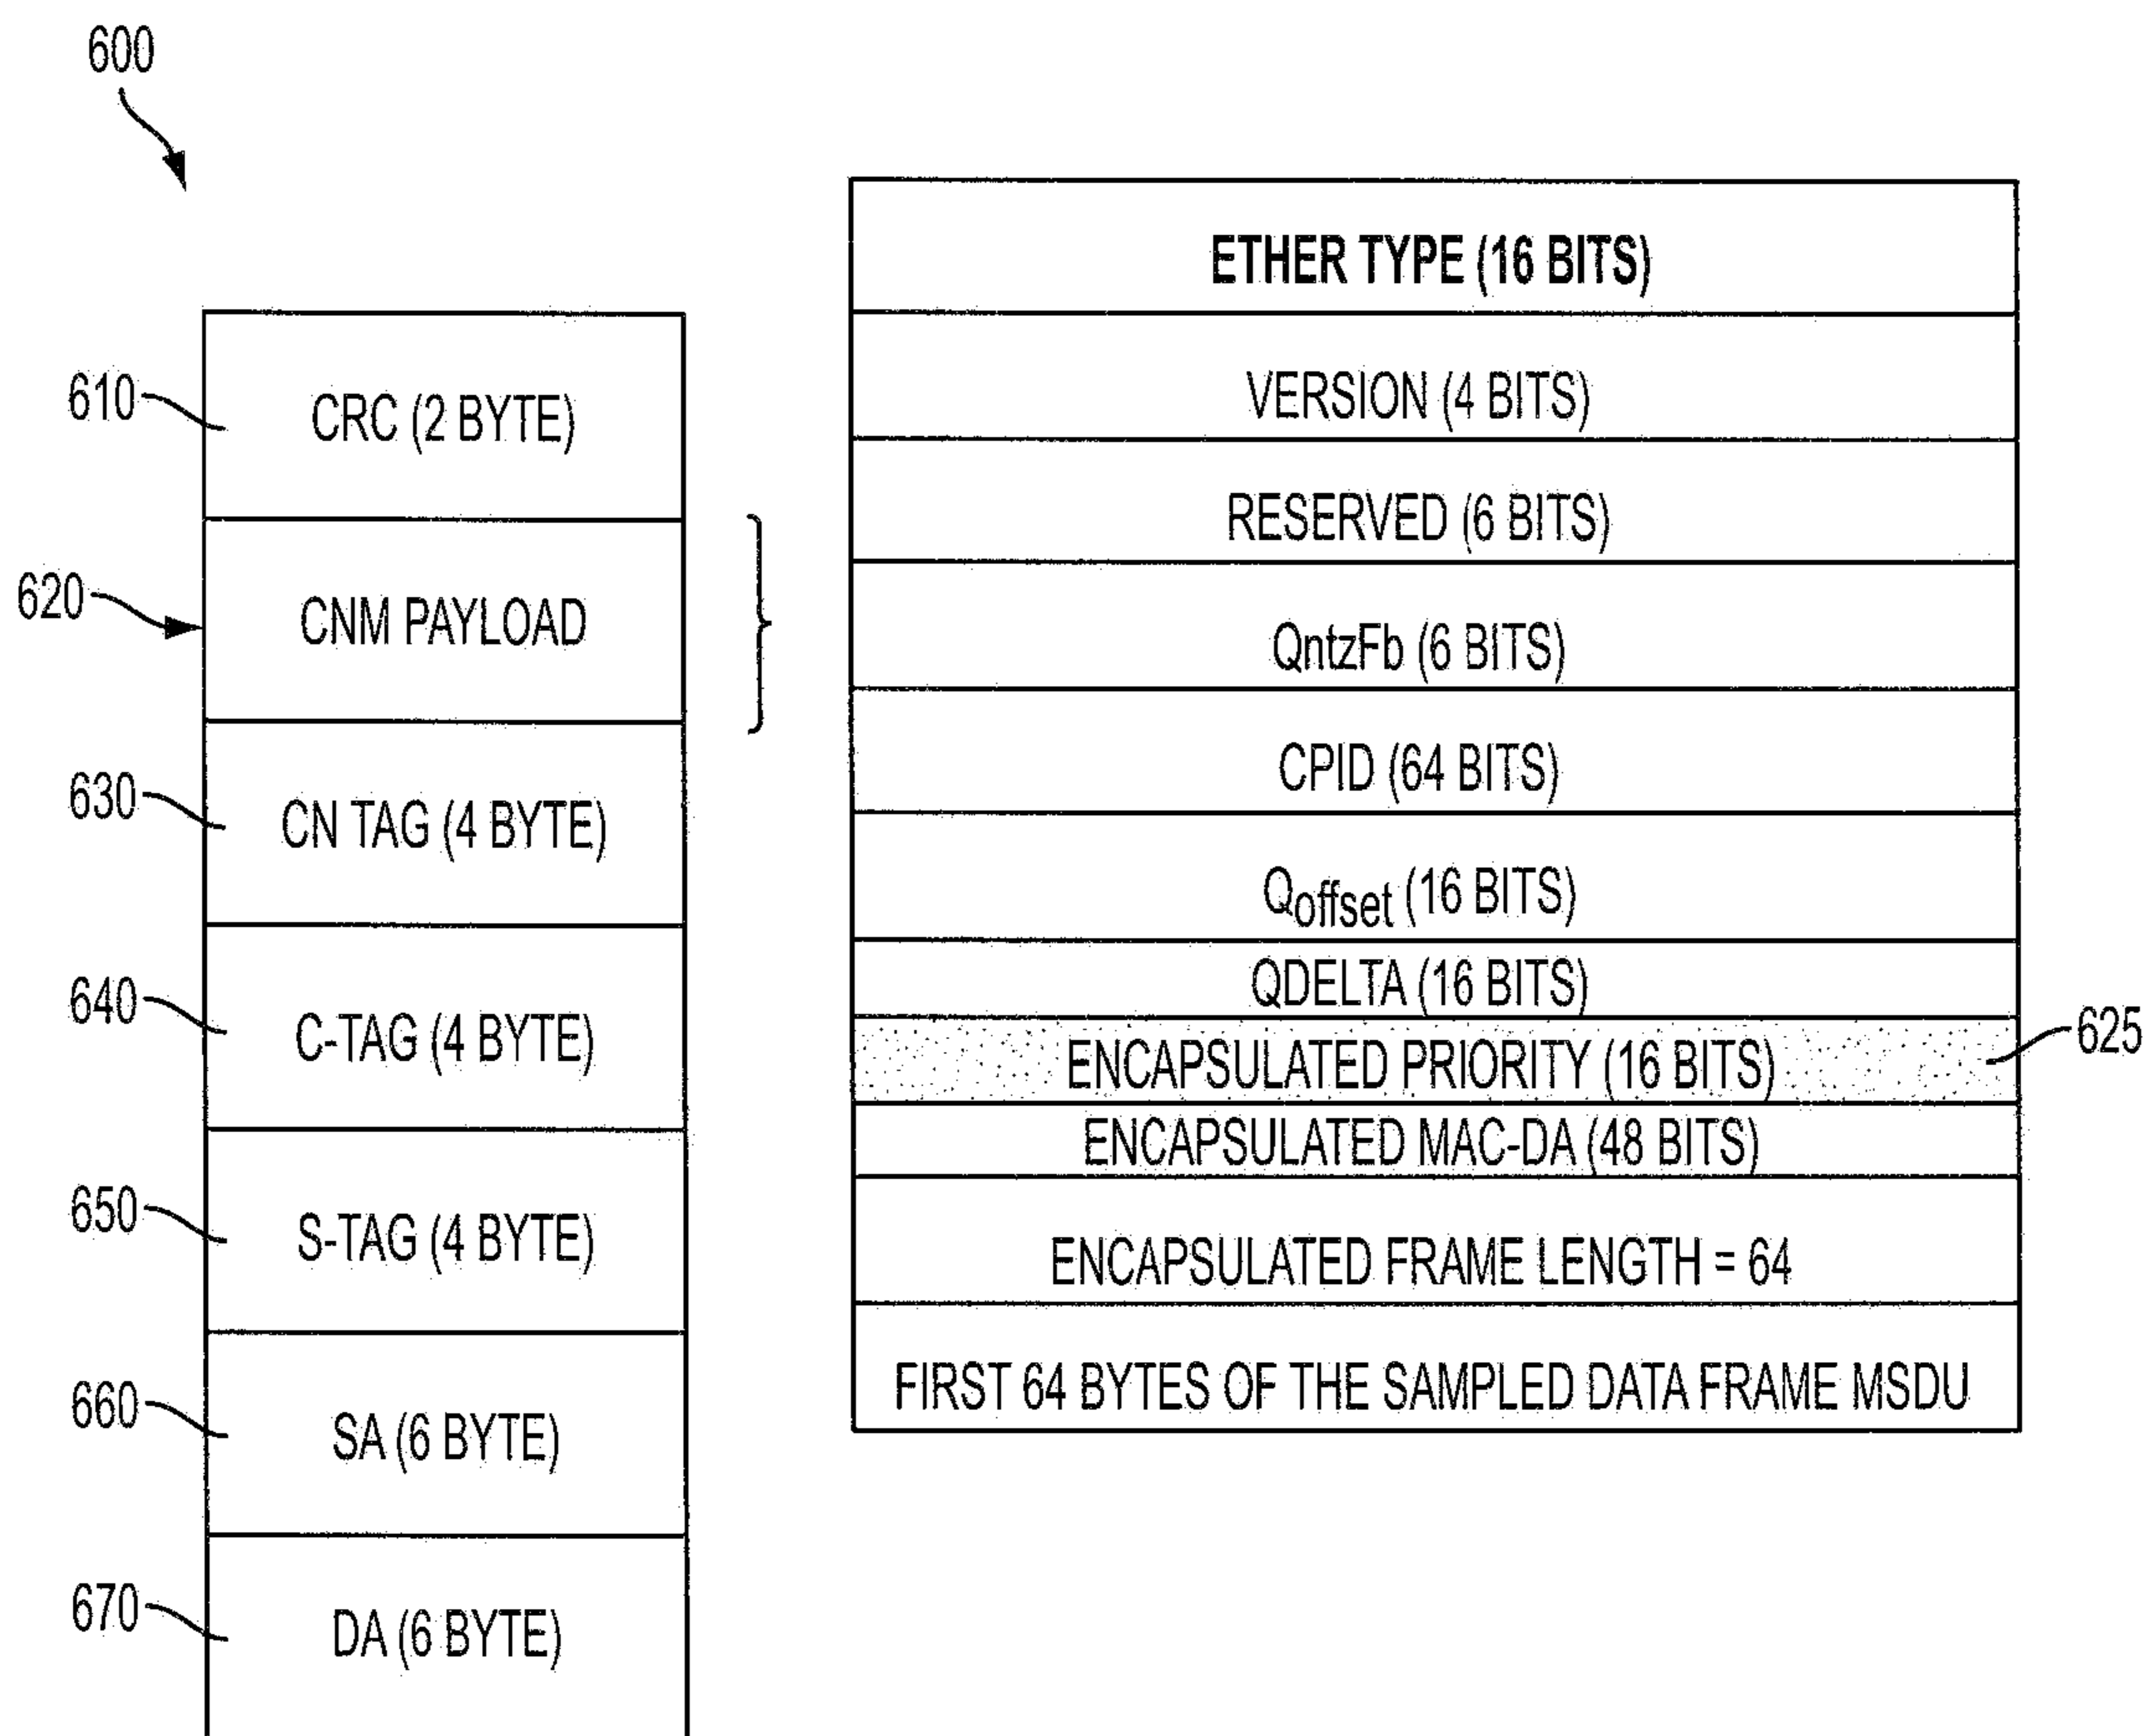 600
610
CRC (2 BYTE)
620
CNM PAYLOAD
630
CN TAG (4 BYTE)
640
C-TAG (4 BYTE)
650
S-TAG (4 BYTE)
660
SA (6 BYTE)
670
DA (6 BYTE)
ETHER TYPE (16 BITS)
VERSION (4 BITS)
RESERVED (6 BITS)
QntzFb (6 BITS)
CPID (64 BITS)
Qoffset (16 BITS)
QDELTA (16 BITS)
ENCAPSULATED PRIORITY (16 BITS)
625
ENCAPSULATED MAC-DA (48 BITS)
ENCAPSULATED FRAME LENGTH = 64
FIRST 64 BYTES OF THE SAMPLED DATA FRAME MSDU